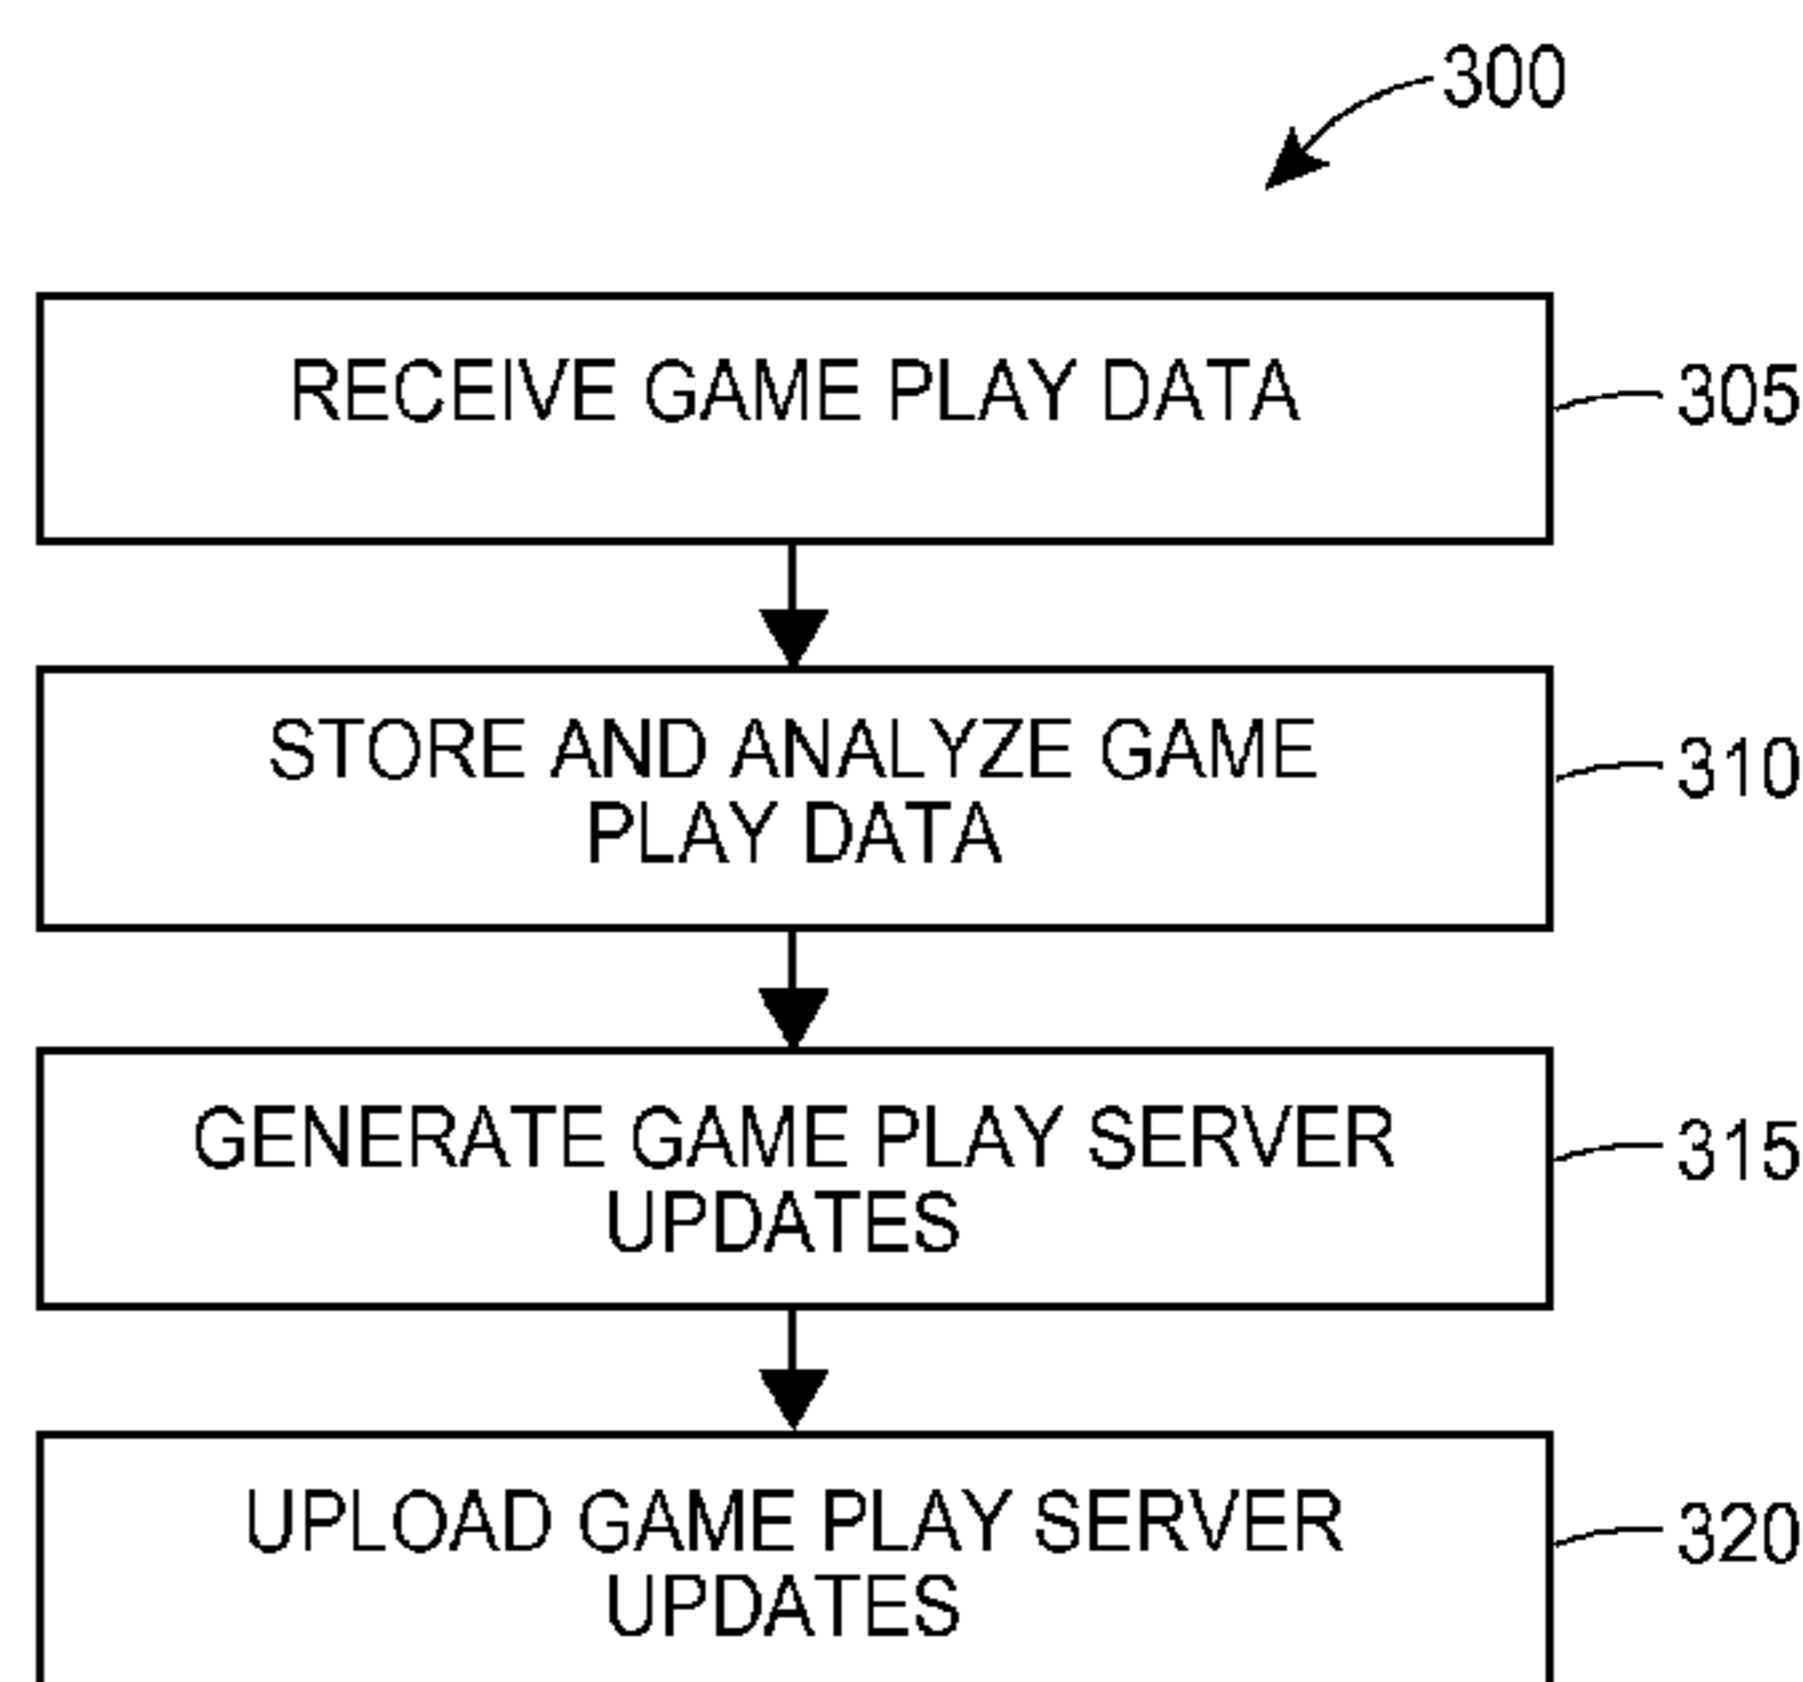 300
RECEIVE GAME PLAY DATA
305
STORE AND ANALYZE GAME
PLAY DATA
310
GENERATE GAME PLAY SERVER
UPDATES
315
UPLOAD GAME PLAY SERVER
UPDATES
320